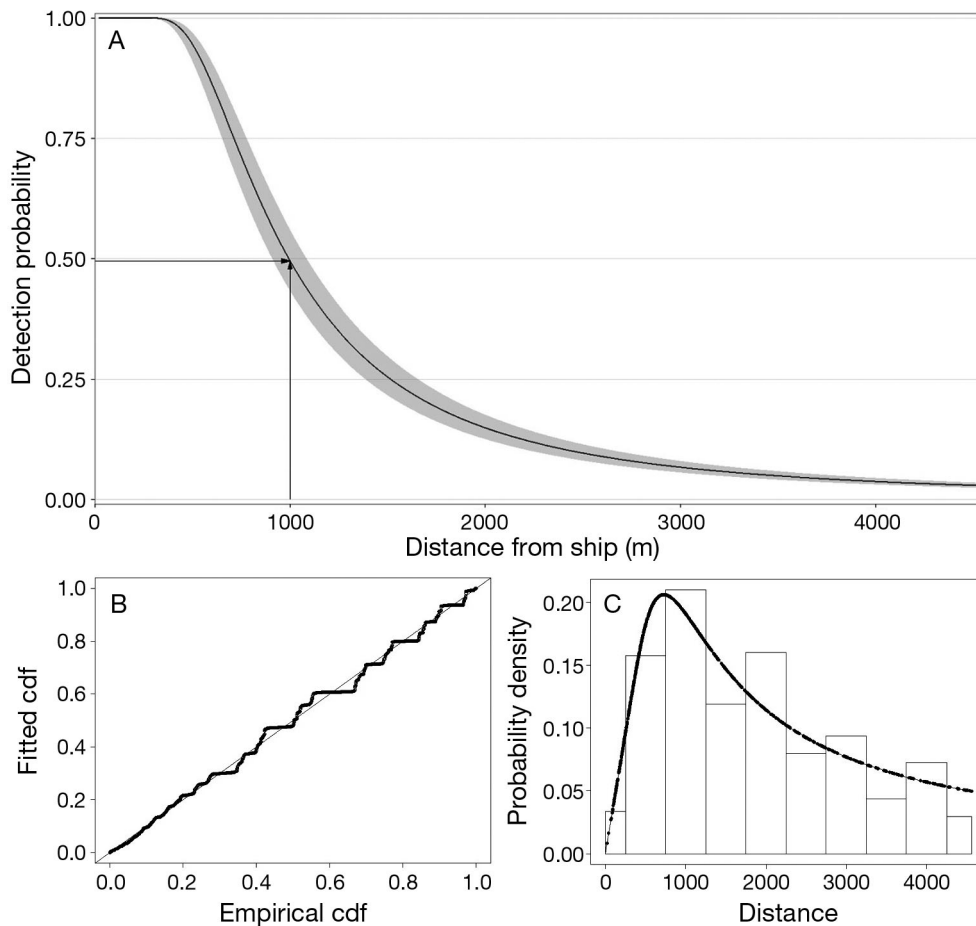 A
1.00
0.75
0.50
0.25
0.00
Detection probability
0 1000 2000 3000 4000
Distance from ship (m)
B
1.0
0.8
0.6
0.4
0.2
0.0
Fitted cdf
0.0 0.2 0.4 0.6 0.8 1.0
Empirical cdf
C
0.20
0.15
0.10
0.05
0.00
Probability density
0 1000 2000 3000 4000
Distance